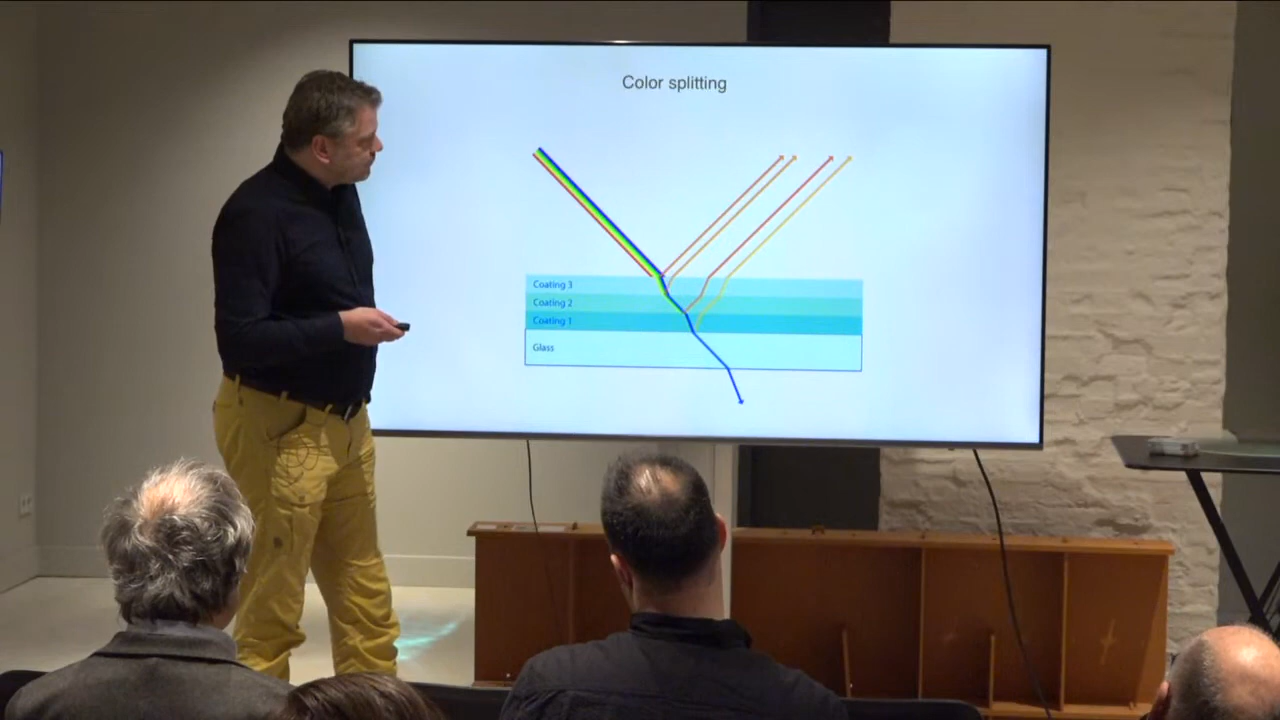 Color splitting
Coating 3
Coating 2
Coating 1
Glass